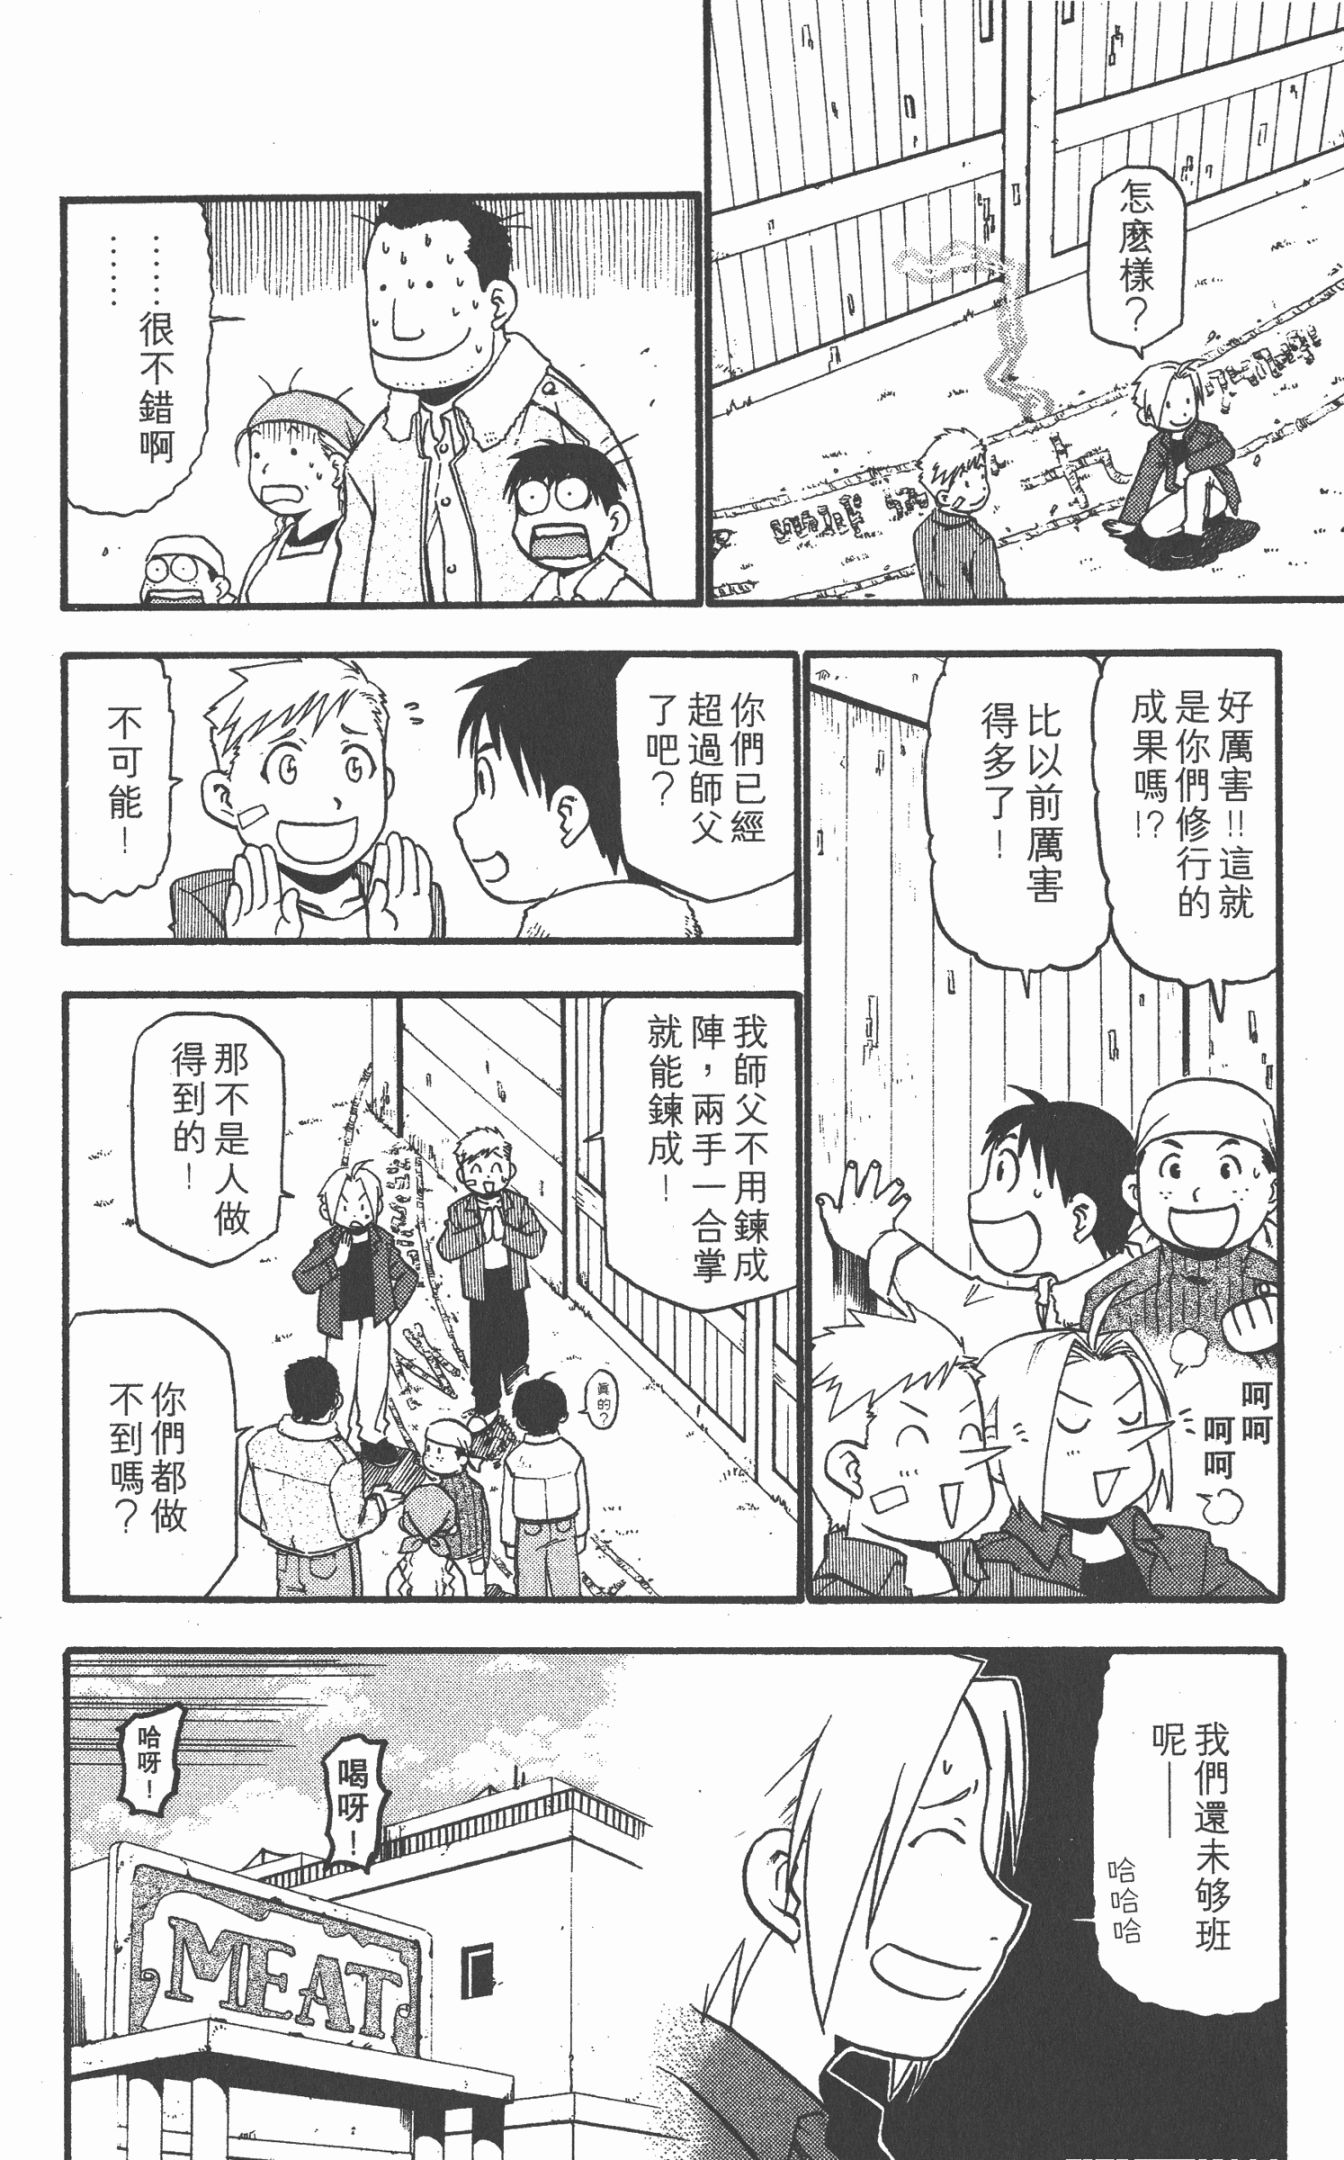 怎麼樣？
……很不錯啊
……
好厲害!!這就
是你們修行的
成果嗎!?
比以前厲害
得多了！
呵呵
呵呵
你們已經
超過師父
了吧？
不可能！
我師父不用鍊成
陣，兩手一合掌
就能鍊成！
真的？
那不是人做
得到的！
你們都做
不到嗎？
我們還未够班
呢——
哈哈哈
喝呀！
哈呀！
MEAT